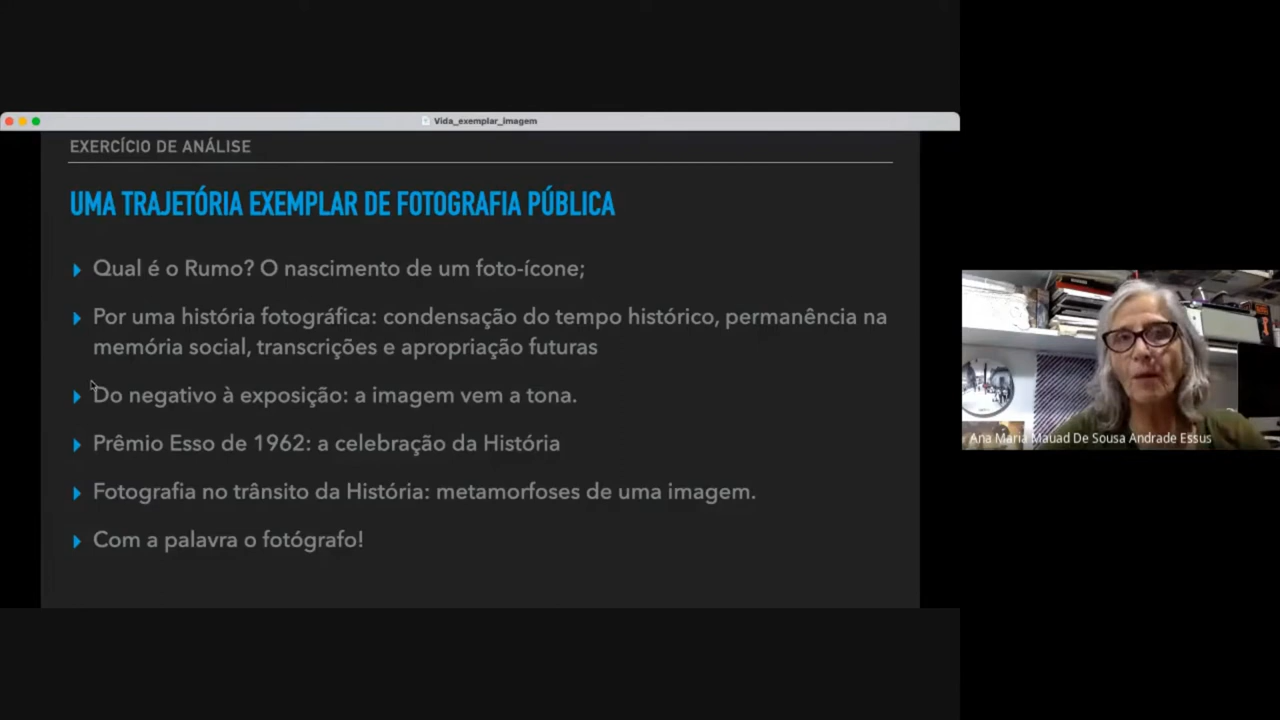 Vida_exemplar_imagem
EXERCÍCIO DE ANÁLISE
UMA TRAJETÓRIA EXEMPLAR DE FOTOGRAFIA PÚBLICA
Qual é o Rumo? O nascimento de um foto-ícone;
Por uma história fotográfica: condensação do tempo histórico, permanência na
memória social, transcrições e apropriação futuras
Do negativo à exposição: a imagem vem a tona.
Prêmio Esso de 1962: a celebração da História
Fotografia no trânsito da História: metamorfoses de uma imagem.
Com a palavra o fotógrafo!
Ana Maria Mauad De Sousa Andrade Essus